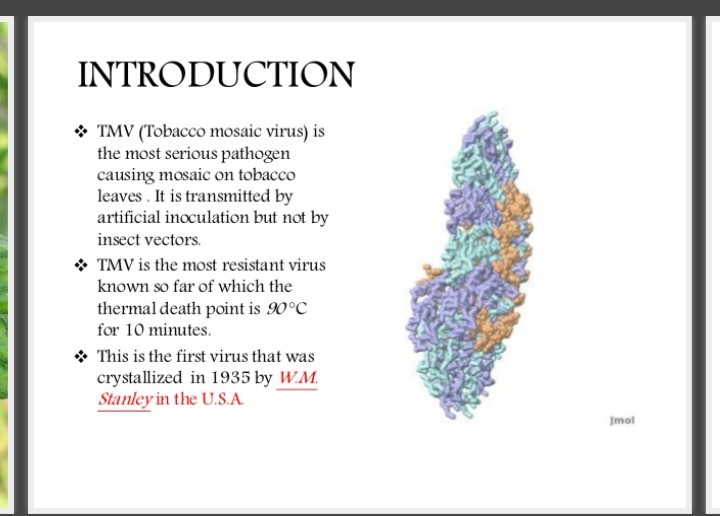 INTRODUCTION
❖ TMV (Tobacco mosaic virus) is
the most serious pathogen
causing mosaic on tobacco
leaves . It is transmitted by
artificial inoculation but not by
insect vectors.
❖ TMV is the most resistant virus
known so far of which the
thermal death point is 90°C
for 10 minutes.
❖ This is the first virus that was
crystallized in 1935 by W.M.
Stanley in the U.S.A.
Jmol